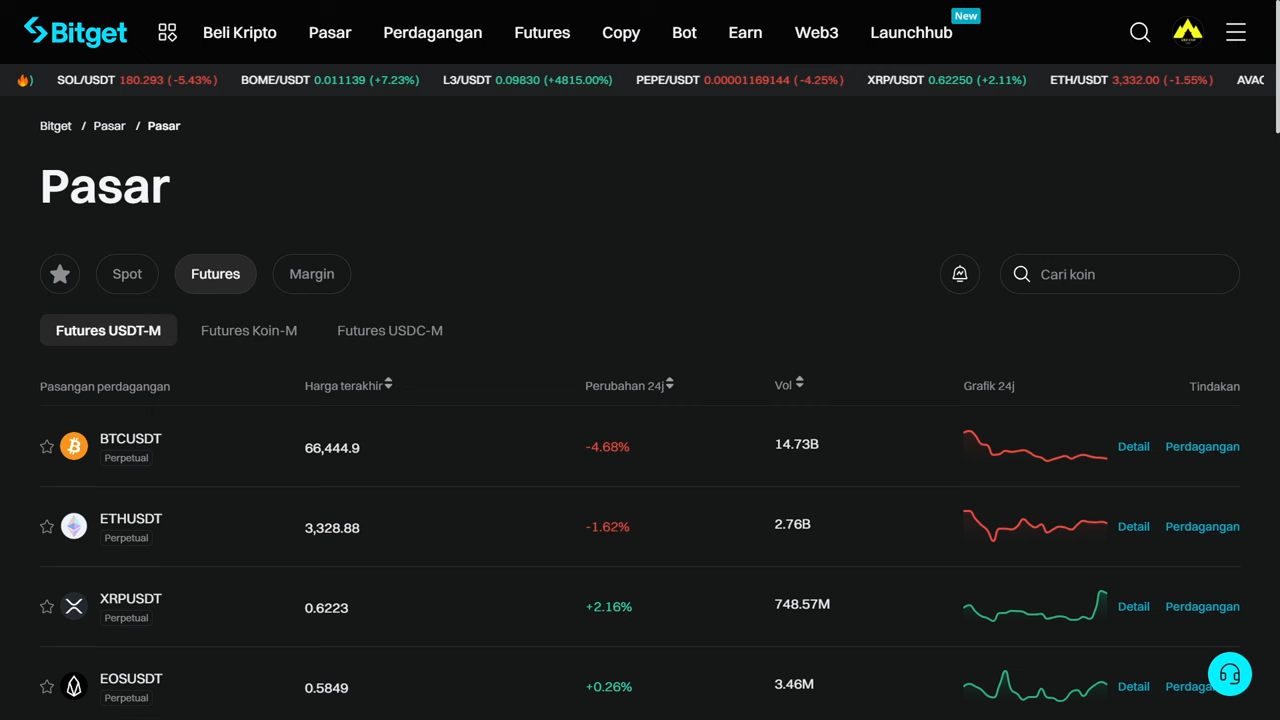 Bitget Beli Kripto Pasar Perdagangan Futures Copy Bot Earn Web3 Launchhub New
SOL/USDT 180.293 (-5.43%) BOME/USDT 0.011139 (+7.23%) L3/USDT 0.09830 (+4815.00%) PEPE/USDT 0.00001169144 (-4.25%) XRP/USDT 0.62250 (+2.11%) ETH/USDT 3,332.00 (-1.55%)
Bitget / Pasar / Pasar
Pasar
Spot Futures Margin Cari koin
Futures USDT-M Futures Koin-M Futures USDC-M
Pasangan perdagangan Harga terakhir Perubahan 24j Vol Grafik 24j Tindakan
BTCUSDT 66,444.9 -4.68% 14.73B Detail Perdagangan
Perpetual
ETHUSDT 3,328.88 -1.62% 2.76B Detail Perdagangan
Perpetual
XRPUSDT 0.6223 +2.16% 748.57M Detail Perdagangan
Perpetual
EOSUSDT 0.5849 +0.26% 3.46M Detail
Perpetual